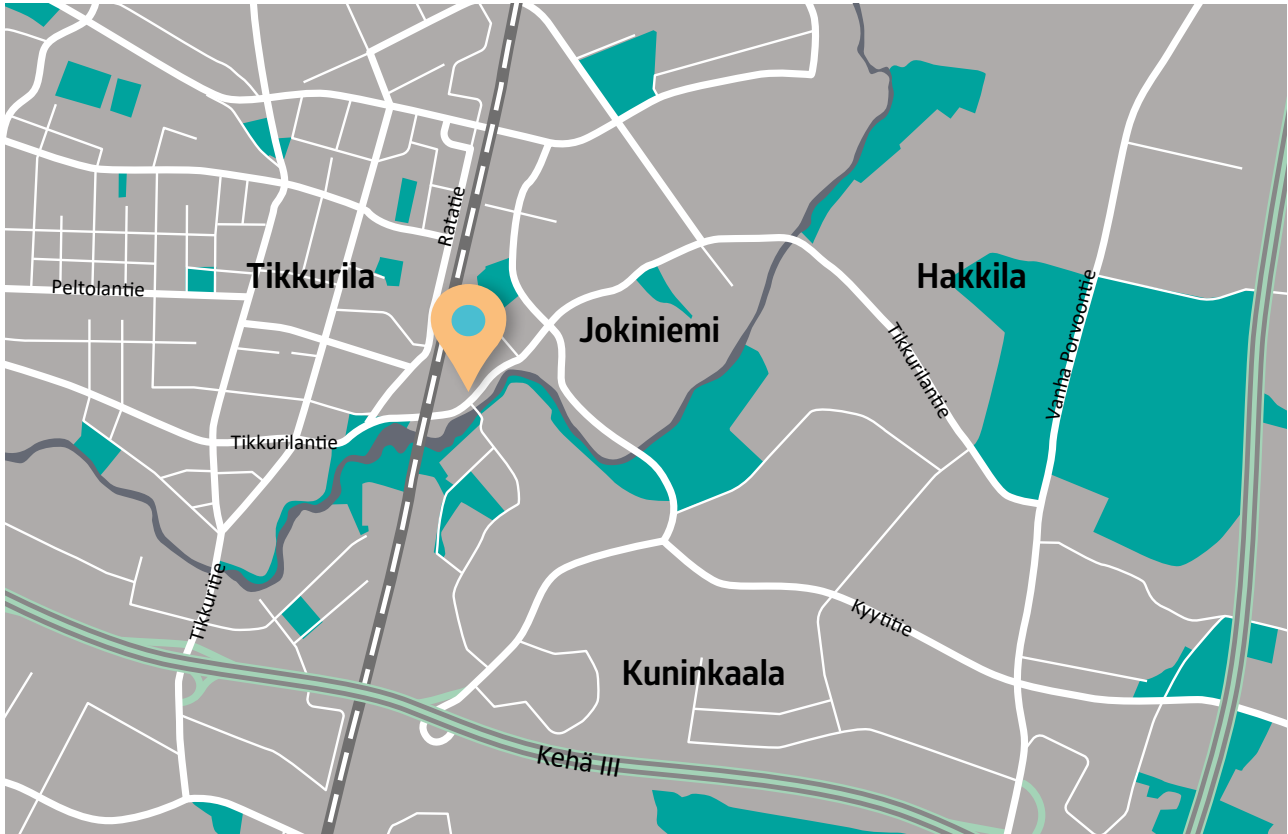 Ratatie
Tikkurila
Peltolantie
Hakkila
Jokiniemi
Vanha Porvoontie
Tikkurilantie
Tikkurilantie
Tikkuritie
Kyytitie
Kuninkaala
Kehä III